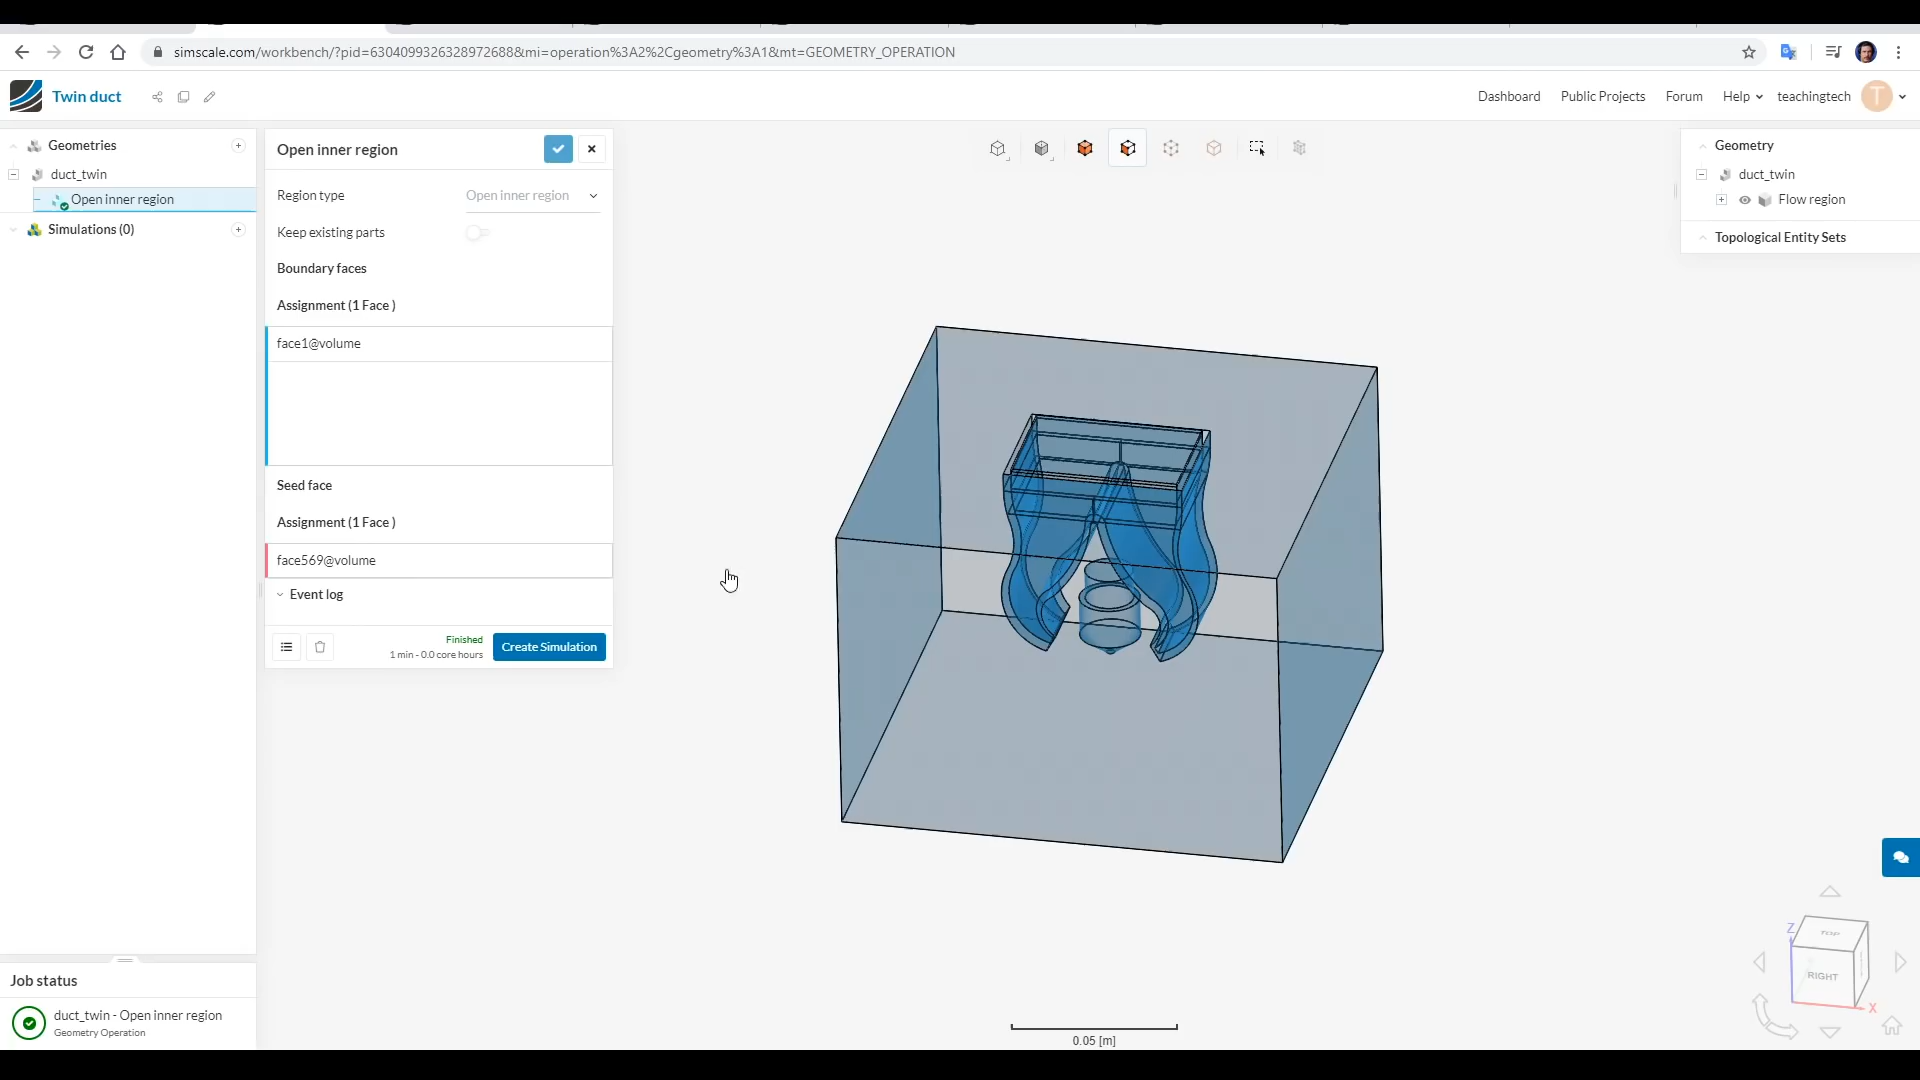 simscale.com/workbench/?pid=630409932632897268&mi=operation%3A2%2Cgeometry%3A1&mt=GEOMETRY_OPERATION
Twin duct
Dashboard
Public Projects
Forum
Help
teachingtech
T
Geometries
duct_twin
Open inner region
Simulations (0)
Open inner region
Region type
Open inner region
Keep existing parts
Boundary faces
Assignment (1 Face )
face1@volume
Seed face
Assignment (1 Face )
face569@volume
Event log
Finished
1 min - 0.0 core hours
Create Simulation
Geometry
duct_twin
Flow region
Topological Entity Sets
0.05 [m]
Z
TOP
RIGHT
X
Job status
duct_twin - Open inner region
Geometry Operation